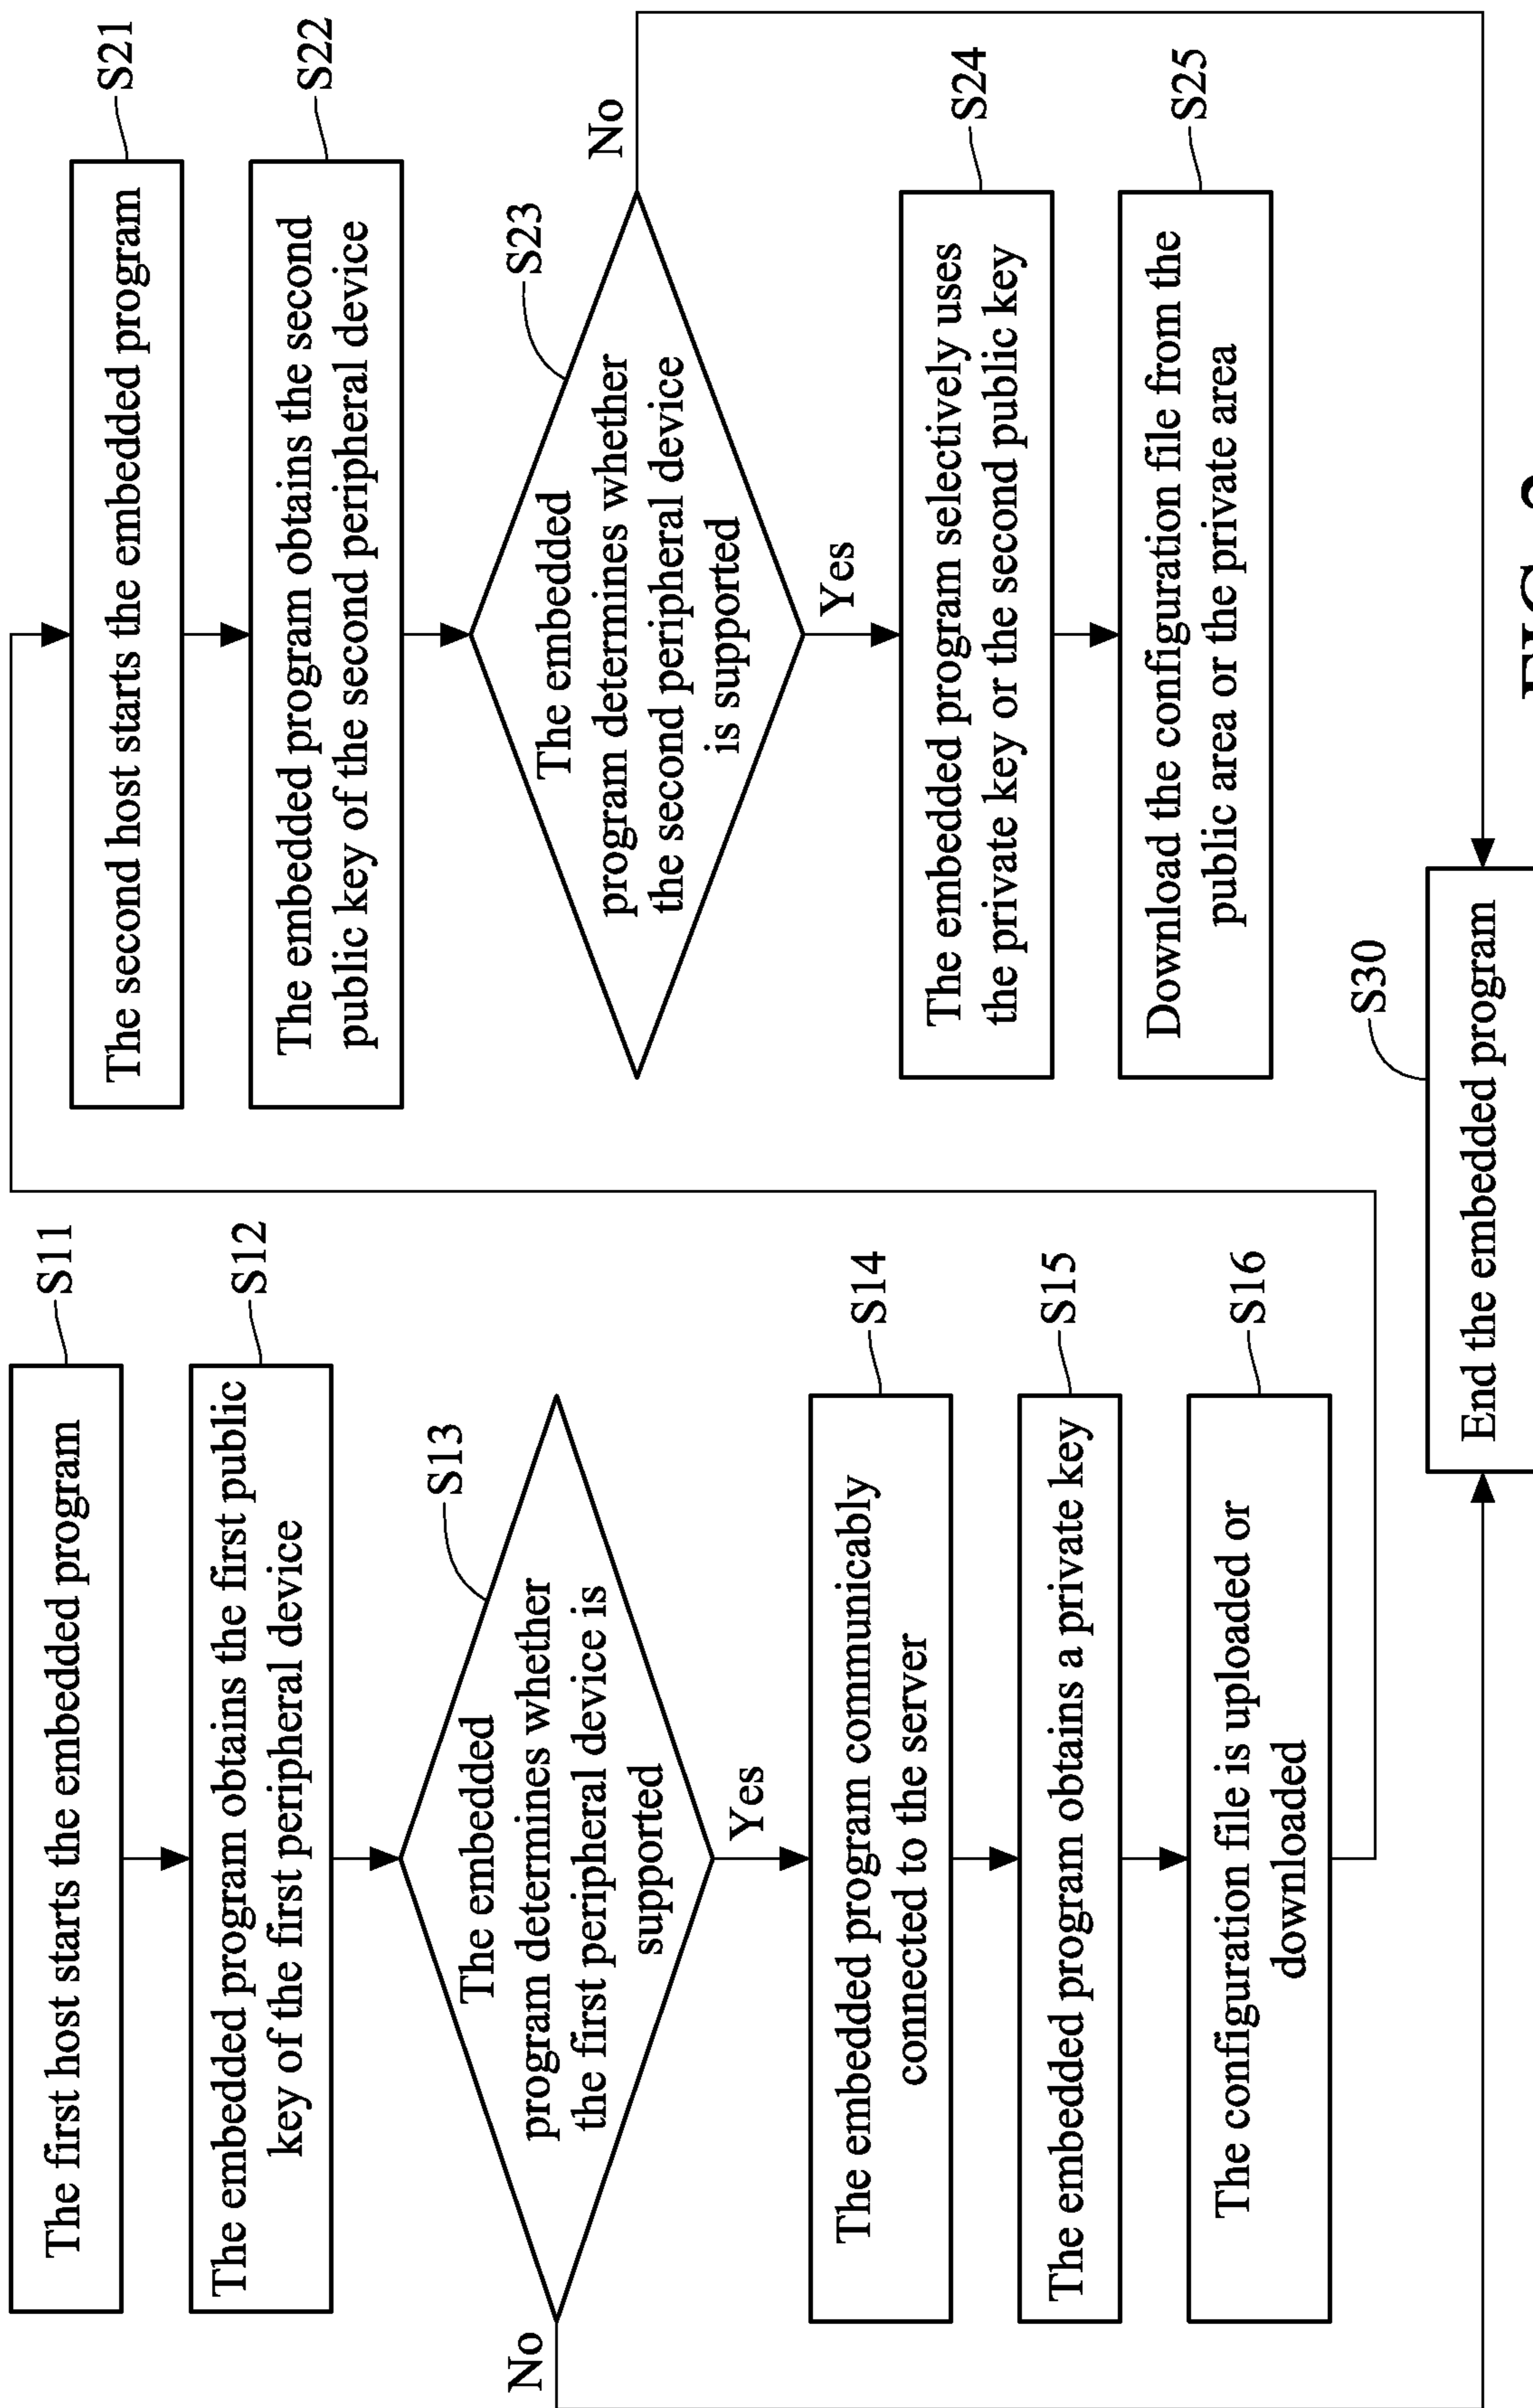 S11
The first host starts the embedded program
S12
The embedded program obtains the first public
key of the first peripheral device
S13
The embedded
program determines whether
the first peripheral device is
supported
No
Yes
S14
The embedded program communicably
connected to the server
S15
The embedded program obtains a private key
S16
The configuration file is uploaded or
downloaded
S21
The second host starts the embedded program
S22
The embedded program obtains the second
public key of the second peripheral device
S23
The embedded
program determines whether
the second peripheral device
is supported
No
Yes
S24
The embedded program selectively uses
the private key or the second public key
S25
Download the configuration file from the
public area or the private area
S30
End the embedded program